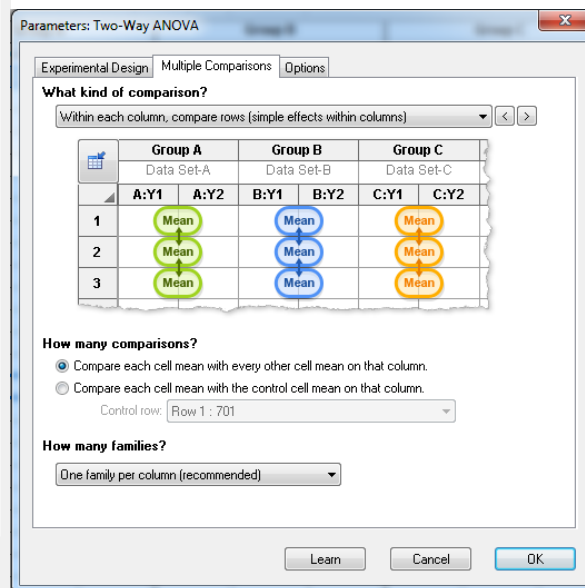 Parameters: Two-Way ANOVA
Experimental Design Multiple Comparisons Options
What kind of comparison?
Within each column, compare rows (simple effects within columns) < >
Group A Group B Group C
Data Set-A Data Set-B Data Set-C
A:Y1 A:Y2 B:Y1 B:Y2 C:Y1 C:Y2
1 Mean Mean Mean
2 Mean Mean Mean
3 Mean Mean Mean
How many comparisons?
Compare each cell mean with every other cell mean on that column.
Compare each cell mean with the control cell mean on that column.
Control row: Row 1 : 701
How many families?
One family per column (recommended)
Learn Cancel OK